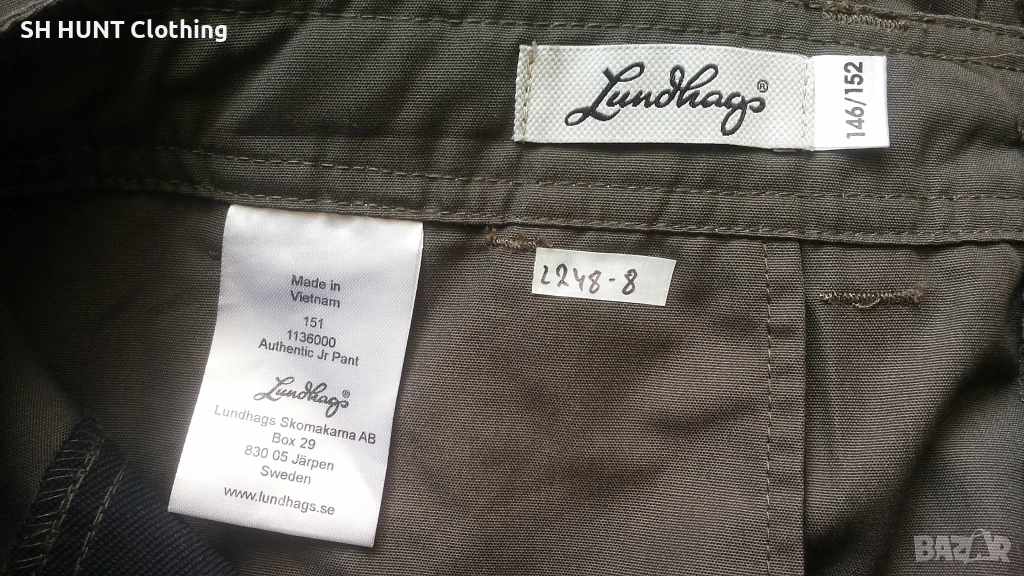 SH HUNT Clothing
Lundhags®
146/152
Made in
Vietnam
151
1136000
Authentic Jr Pant
Lundhags®
Lundhags Skomakarna AB
Box 29
830 05 Järpen
Sweden
www.lundhags.se
2248-8
BAZAR